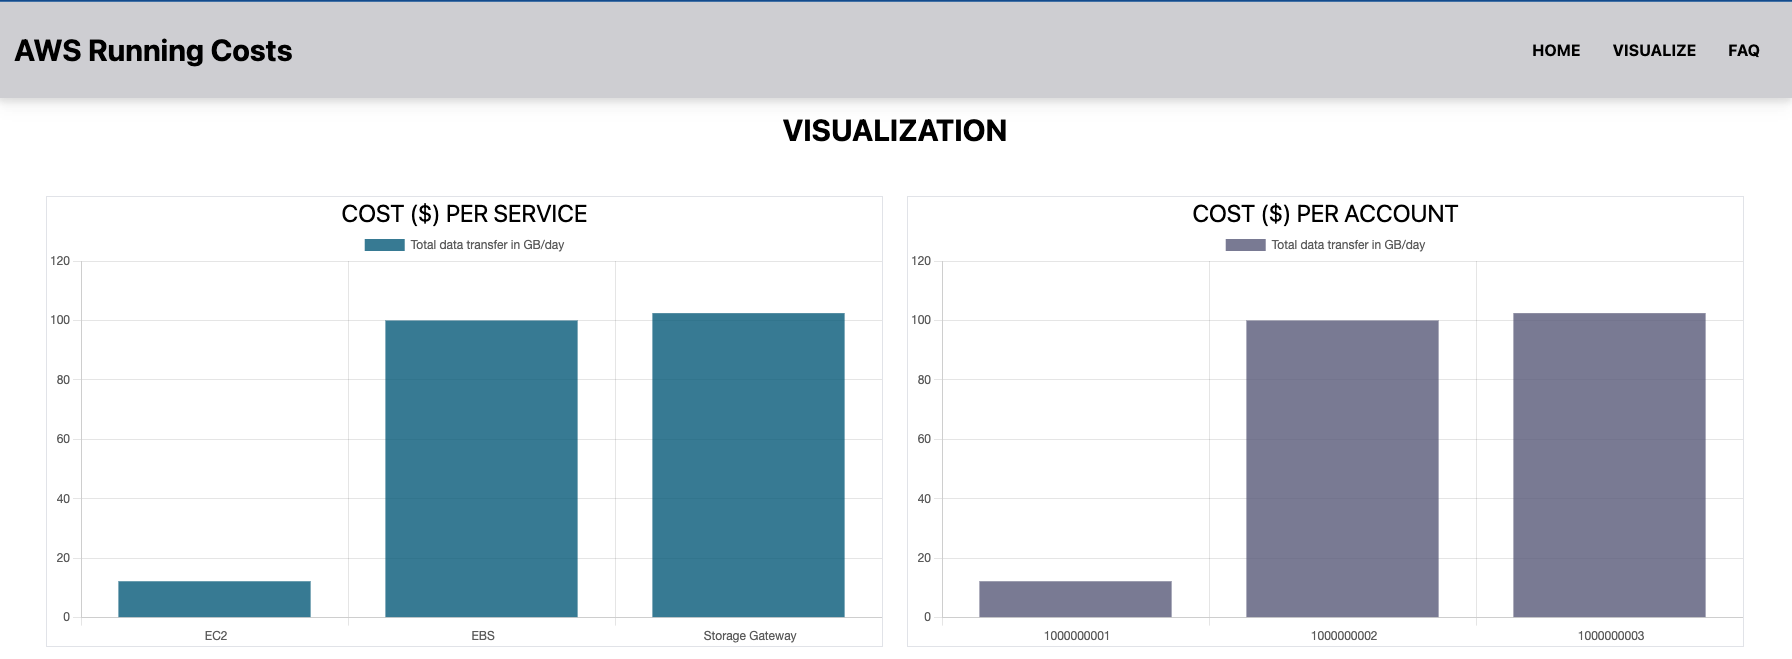 AWS Running Costs
HOME VISUALIZE FAQ
VISUALIZATION
COST ($) PER SERVICE
Total data transfer in GB/day
120
100
80
60
40
20
0
EC2 EBS Storage Gateway
COST ($) PER ACCOUNT
Total data transfer in GB/day
120
100
80
60
40
20
0
1000000001 1000000002 1000000003